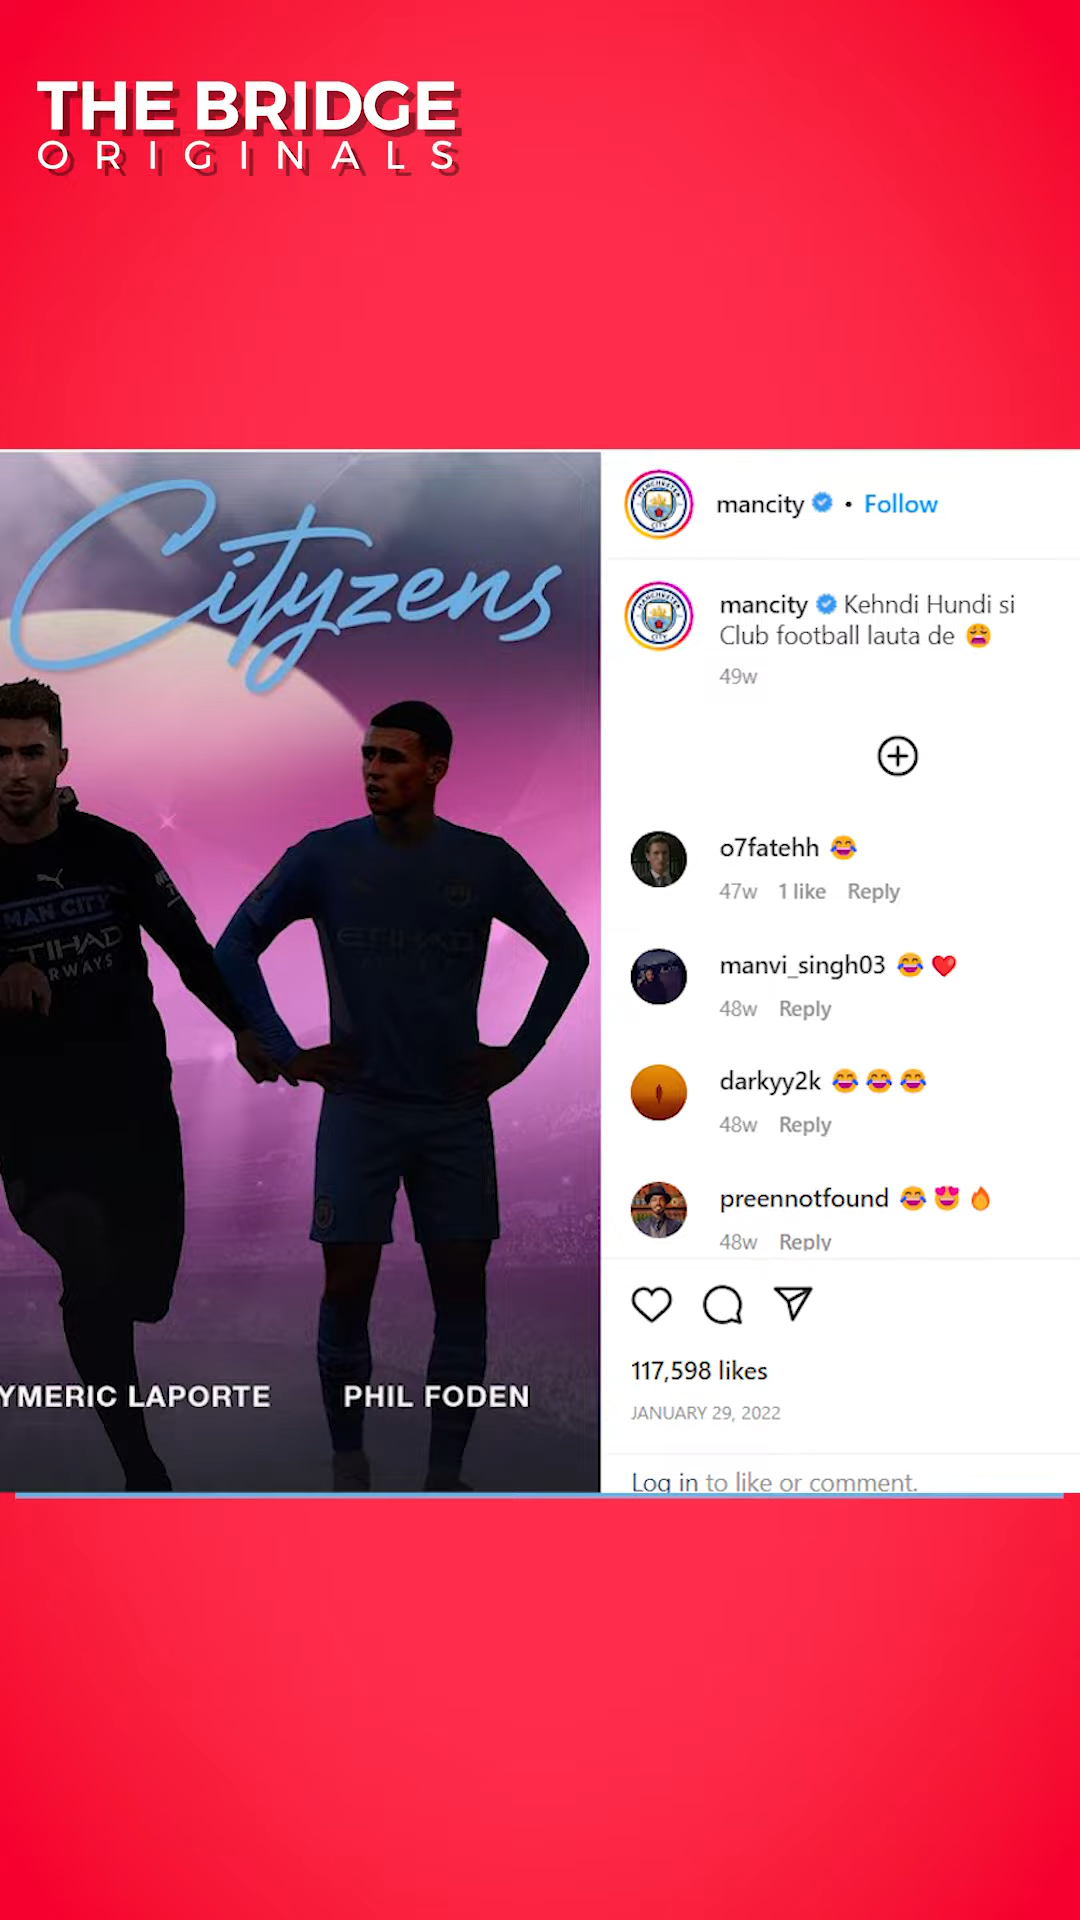 THE BRIDGE
ORIGINALS
Cityzens
MAN CITY
YMERIC LAPORTE
PHIL FODEN
mancity • Follow
mancity Kehndi Hundi si
Club football lauta de 😩
49w
o7fatehh 😂
47w 1 like Reply
manvi_singh03 😂 ❤️
48w Reply
darkyy2k 😂 😂 😂
48w Reply
preennotfound 😂 😍 🔥
48w Reply
117,598 likes
JANUARY 29, 2022
Log in to like or comment.